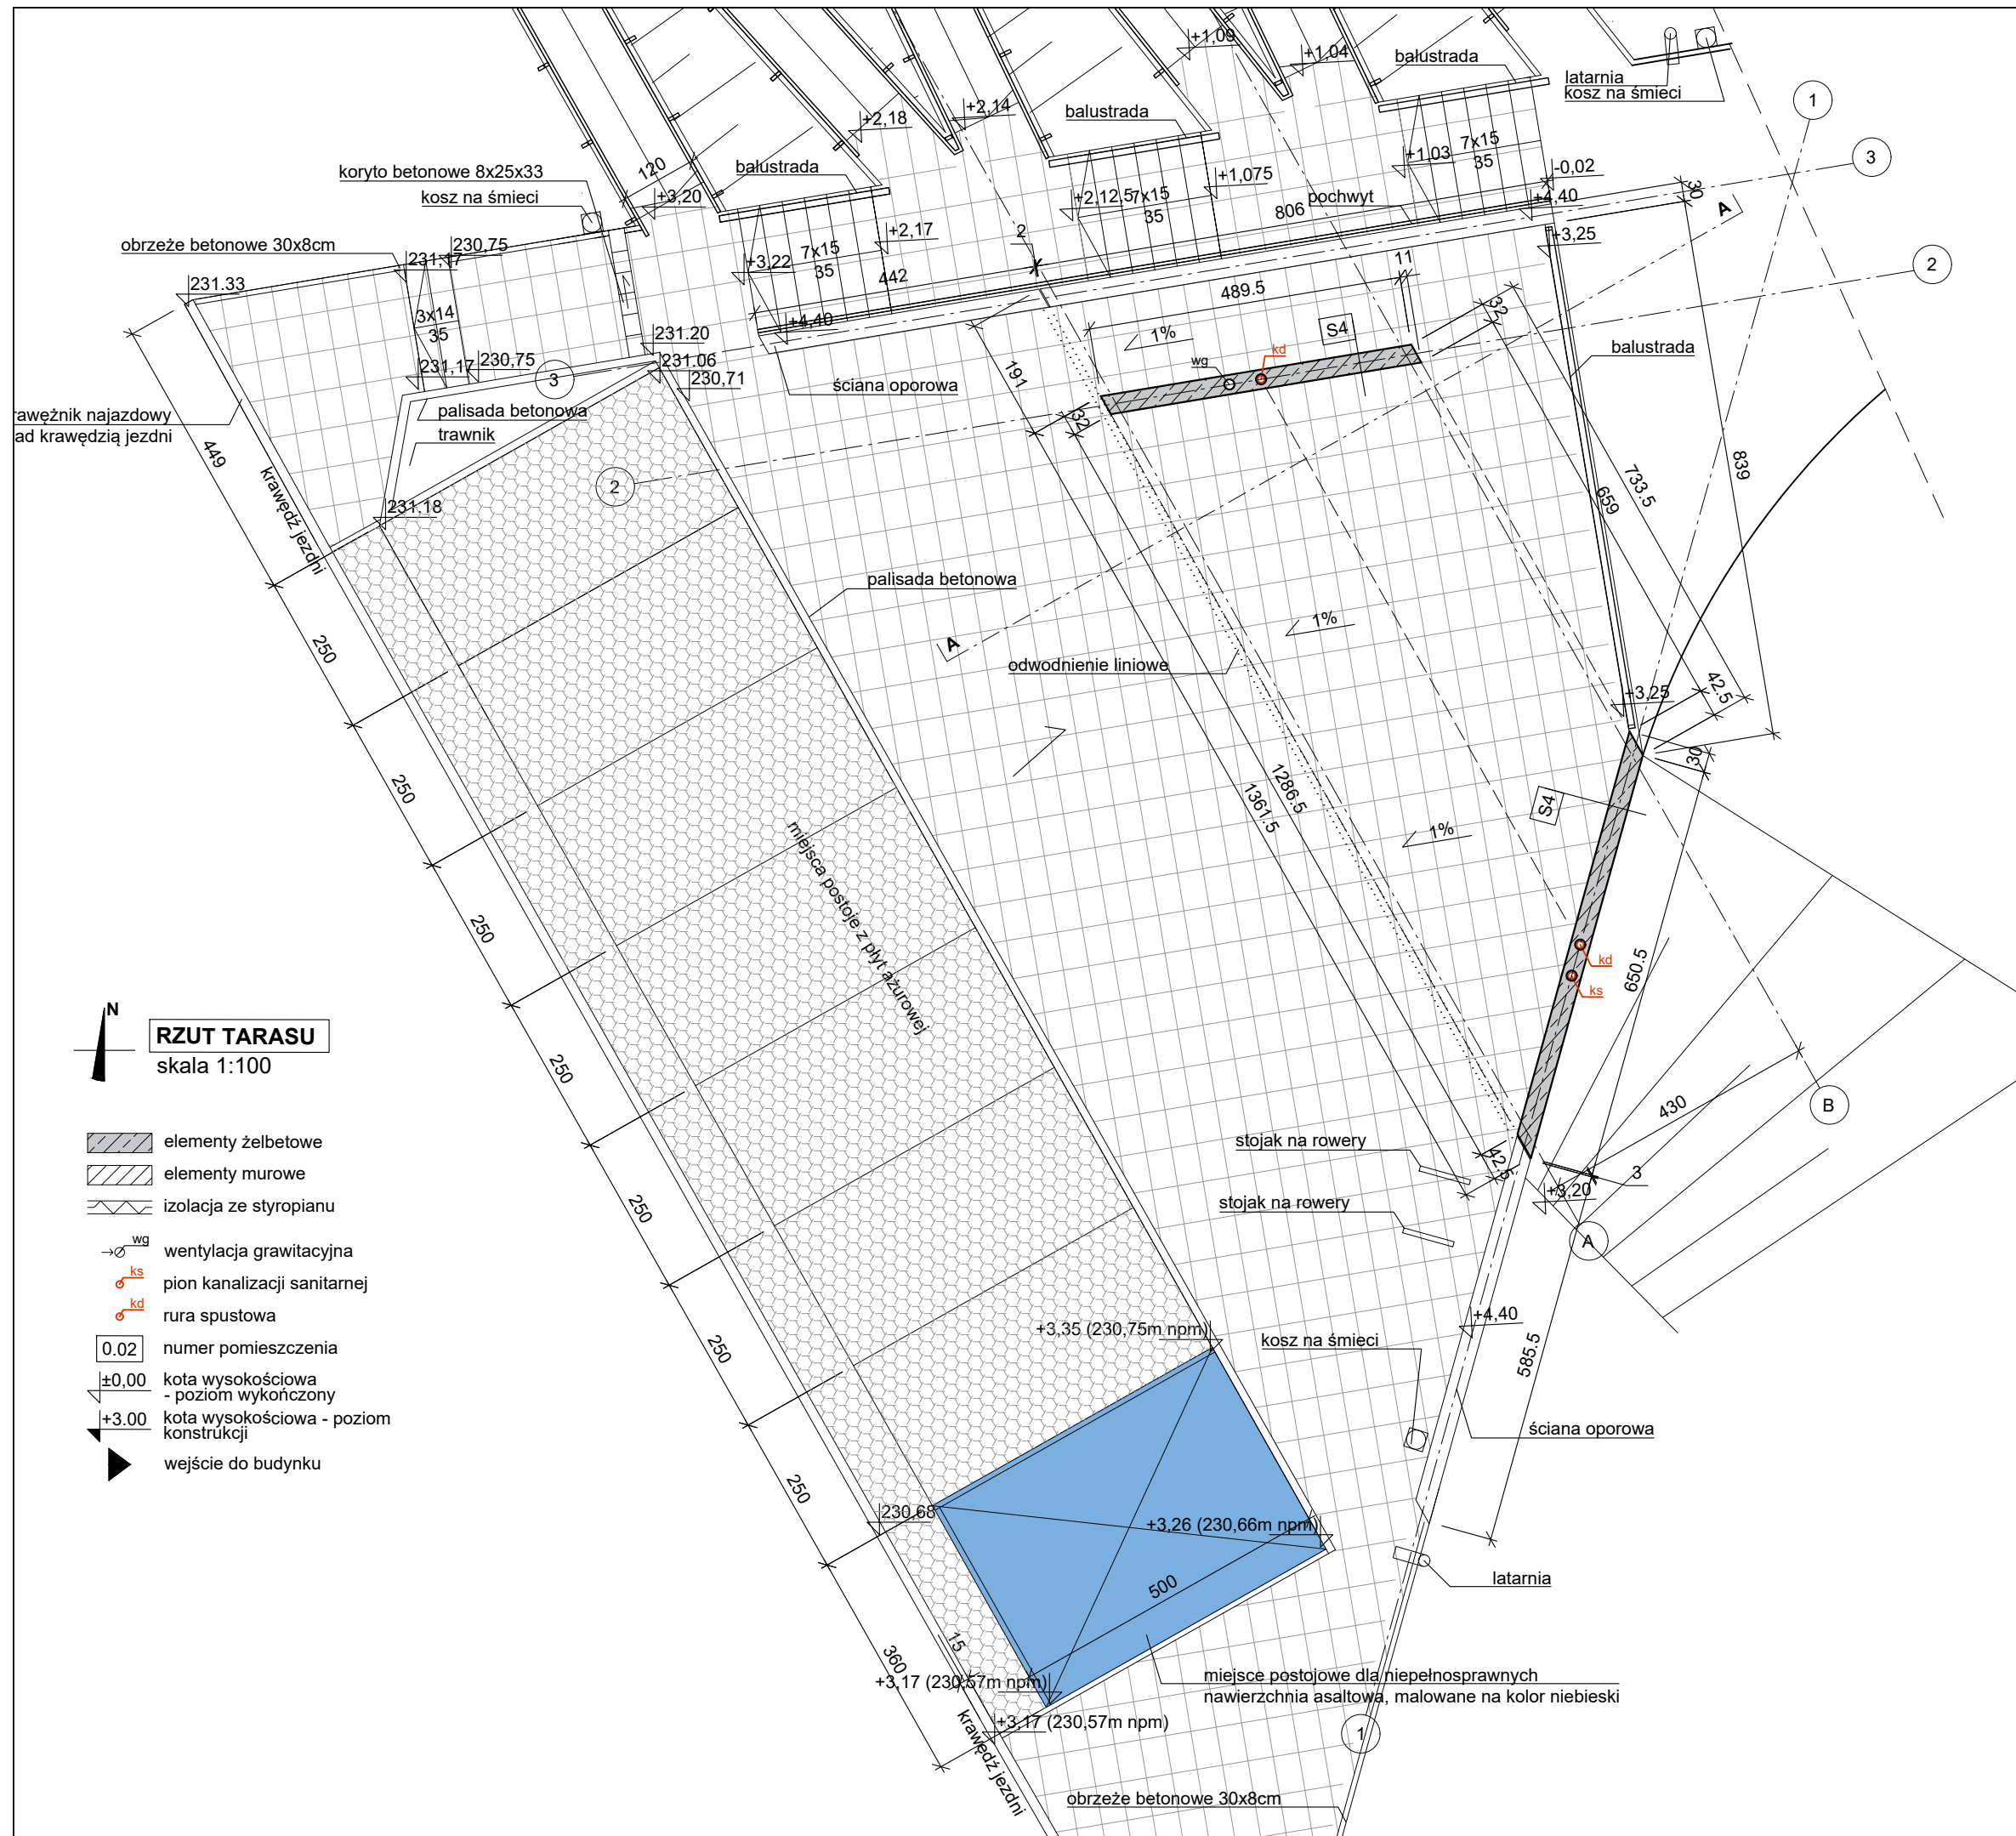 +1,09
+1,04
balustrada
latarnia
kosz na śmieci
1
+2,18
+2,14
balustrada
+1,03
7x15
35
3
koryto betonowe 8x25x33
120
balustrada
+1,075
-0,02
kosz na śmieci
+3,20
+2,12,5
7x15
35
pochwyt
806
+4,40
30
A
obrzeże betonowe 30x8cm
231,17
230,75
+2,17
2
+3,25
231.33
+3,22
7x15
35
442
11
2
3x14
35
+4,40
489.5
32
1%
S4
231.20
231,17
230,75
231.06
230,71
3
wg
kd
balustrada
ściana oporowa
191
rawężnik najazdowy
ad krawędzią jezdni
palisada betonowa
trawnik
32
449
krawędź jezdni
2
231,18
839
733.5
659
palisada betonowa
1%
A
odwodnienie liniowe
250
+3,25
42.5
30
1286.5
1361.5
S4
250
1%
miejsca postoje z płyt ażurowej
250
kd
ks
650.5
N
RZUT TARASU
skala 1:100
250
430
B
elementy żelbetowe
elementy murowe
izolacja ze styropianu
wg
wentylacja grawitacyjna
ks
pion kanalizacji sanitarnej
kd
rura spustowa
0.02
numer pomieszczenia
±0,00
kota wysokościowa
- poziom wykończony
+3.00
kota wysokościowa - poziom
konstrukcji
wejście do budynku
stojak na rowery
42.5
3
+3,20
stojak na rowery
A
250
+3,35 (230,75m npm)
+4,40
kosz na śmieci
250
585.5
ściana oporowa
250
230,68
+3,26 (230,66m npm)
500
latarnia
15
360
+3,17 (230,57m npm)
miejsce postojowe dla niepełnosprawnych
nawierzchnia asaltowa, malowane na kolor niebieski
+3,17 (230,57m npm)
1
krawędź jezdni
obrzeże betonowe 30x8cm